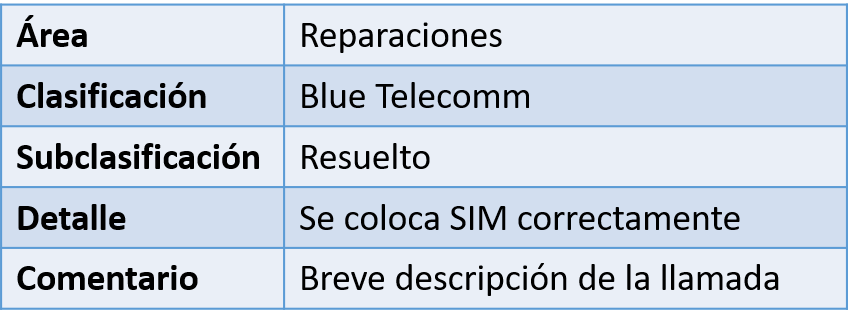 Área Reparaciones
Clasificación Blue Telecomm
Subclasificación Resuelto
Detalle Se coloca SIM correctamente
Comentario Breve descripción de la llamada